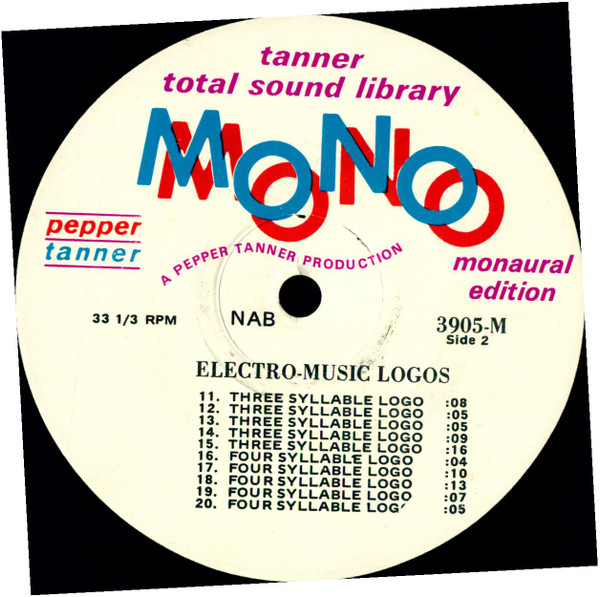 tanner
total sound library
MONO
pepper
tanner
A PEPPER TANNER PRODUCTION
monaural
edition
33 1/3 RPM
NAB
3905-M
Side 2
ELECTRO-MUSIC LOGOS
11. THREE SYLLABLE LOGO :08
12. THREE SYLLABLE LOGO :05
13. THREE SYLLABLE LOGO :05
14. THREE SYLLABLE LOGO :09
15. THREE SYLLABLE LOGO :16
16. FOUR SYLLABLE LOGO :04
17. FOUR SYLLABLE LOGO :10
18. FOUR SYLLABLE LOGO :13
19. FOUR SYLLABLE LOGO :07
20. FOUR SYLLABLE LOGO :05